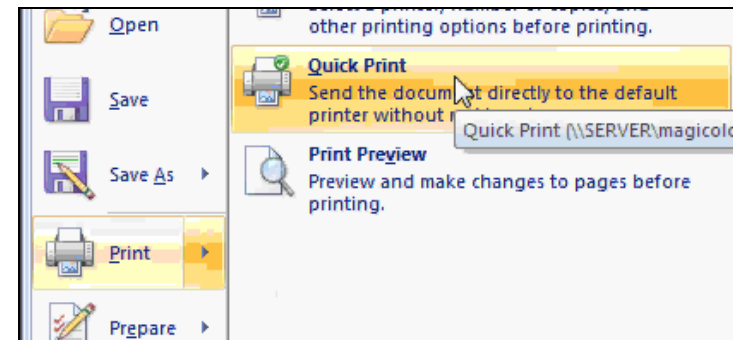 Open
Save
Save As
Print
Prepare
other printing options before printing.
Quick Print
Send the document directly to the default
printer without
Quick Print (\\SERVER\magicolo
Print Preview
Preview and make changes to pages before
printing.